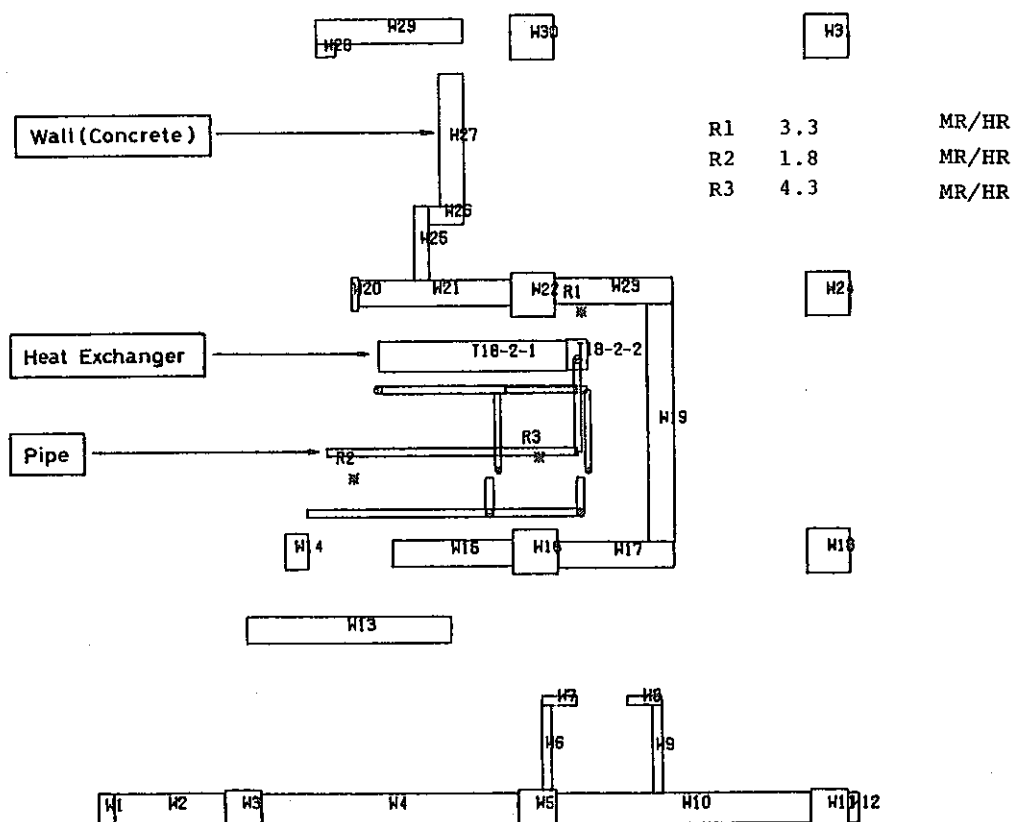 W29
W28
W30
W3
Wall (Concrete)
W27
R1 3.3 MR/HR
R2 1.8 MR/HR
R3 4.3 MR/HR
W26
W25
W20
W21
W22
W29
R1
Heat Exchanger
T18-2-1
T18-2-2
W19
Pipe
R3
R2
W14
W15
W16
W17
W18
W13
W7
W8
W6
W9
W1
W2
W3
W4
W5
W10
W11
W12